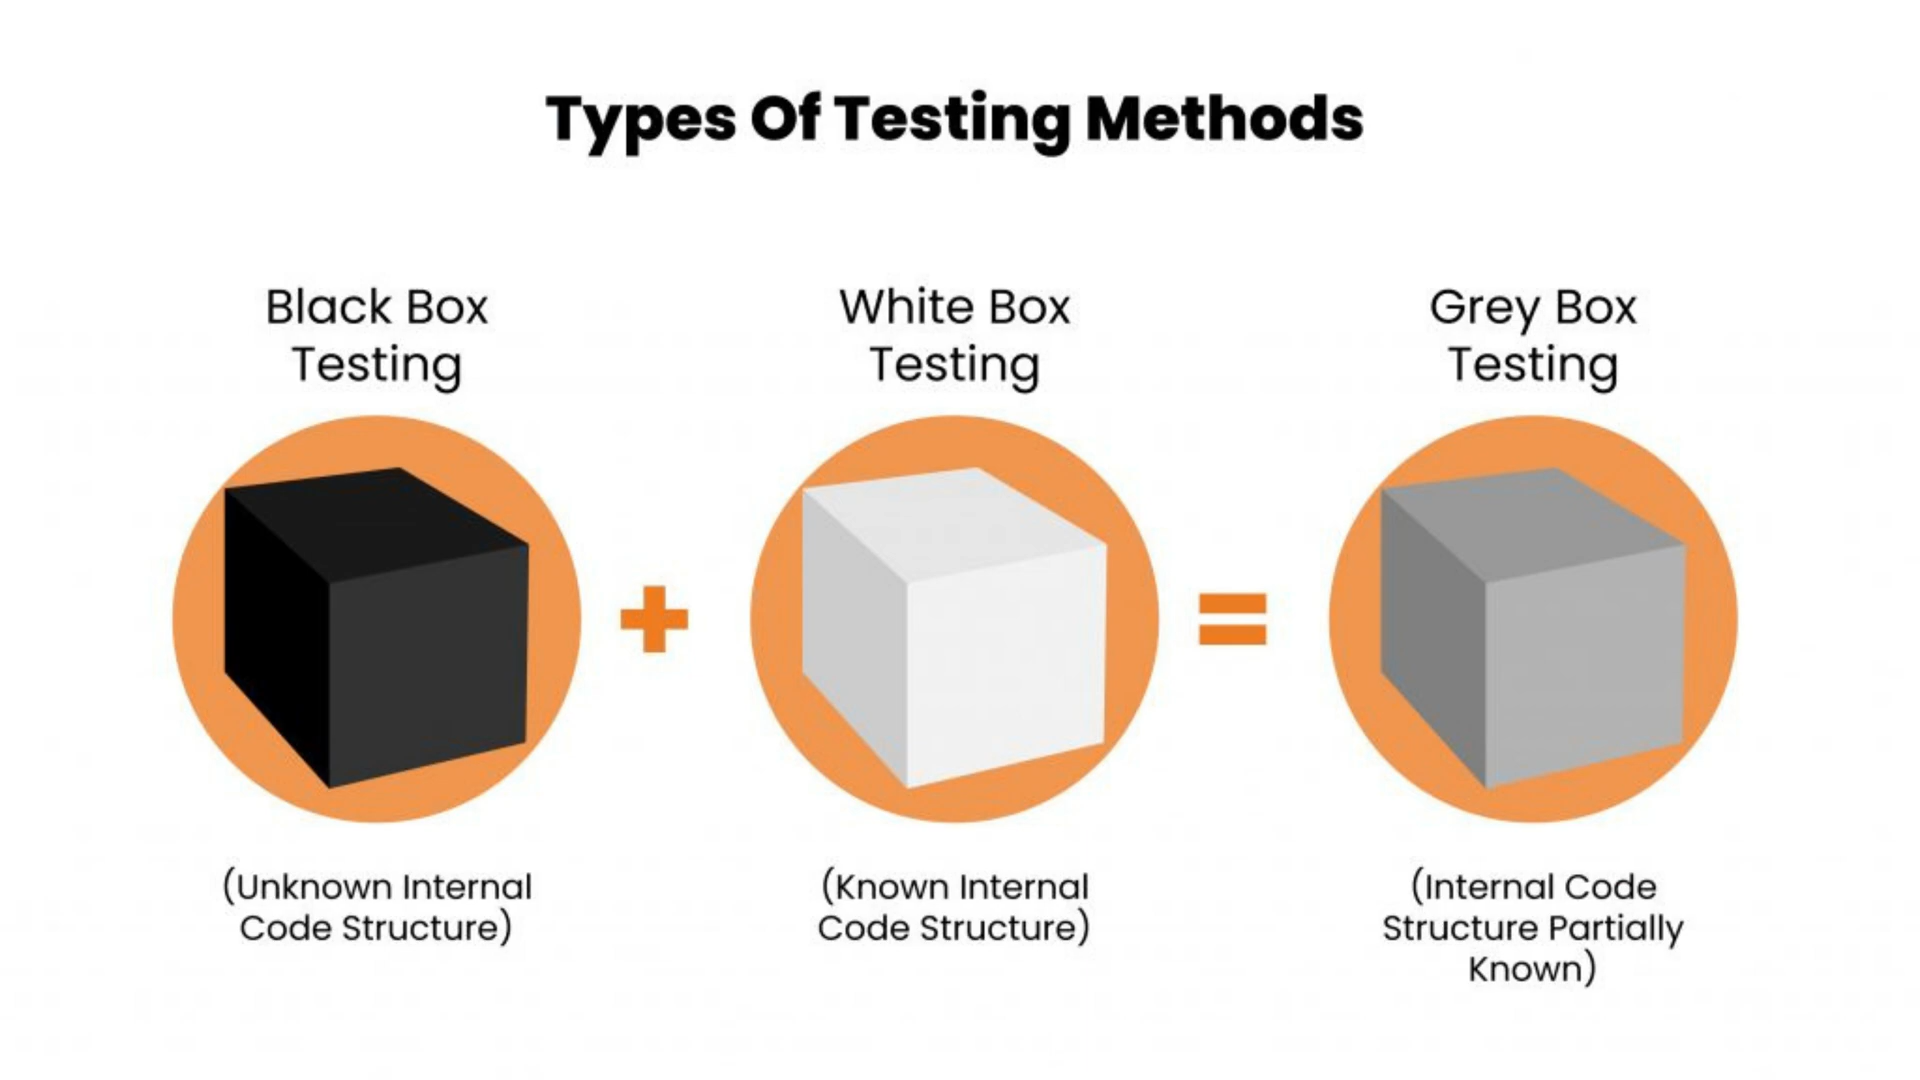 Types Of Testing Methods
Black Box
Testing
White Box
Testing
Grey Box
Testing
+
=
(Unknown Internal
Code Structure)
(Known Internal
Code Structure)
(Internal Code
Structure Partially
Known)